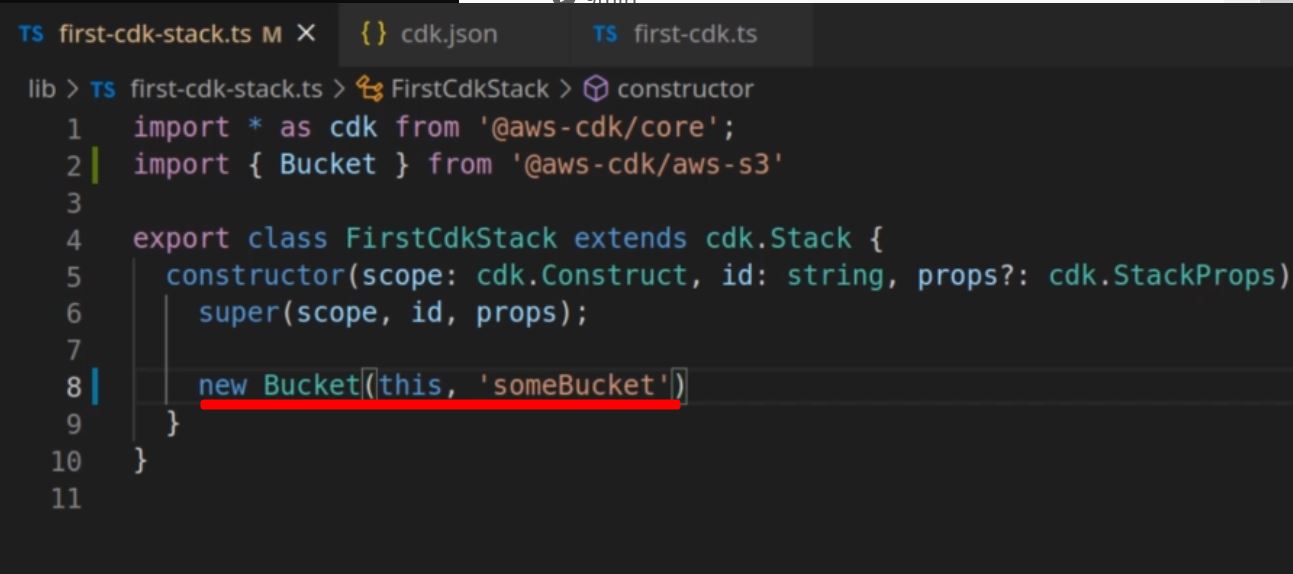 TS first-cdk-stack.ts M × {} cdk.json TS first-cdk.ts
lib > TS first-cdk-stack.ts > FirstCdkStack > constructor
1 import * as cdk from '@aws-cdk/core';
2 import { Bucket } from '@aws-cdk/aws-s3'
3
4 export class FirstCdkStack extends cdk.Stack {
5 constructor(scope: cdk.Construct, id: string, props?: cdk.StackProps)
6 super(scope, id, props);
7
8 new Bucket(this, 'someBucket')
9 }
10 }
11